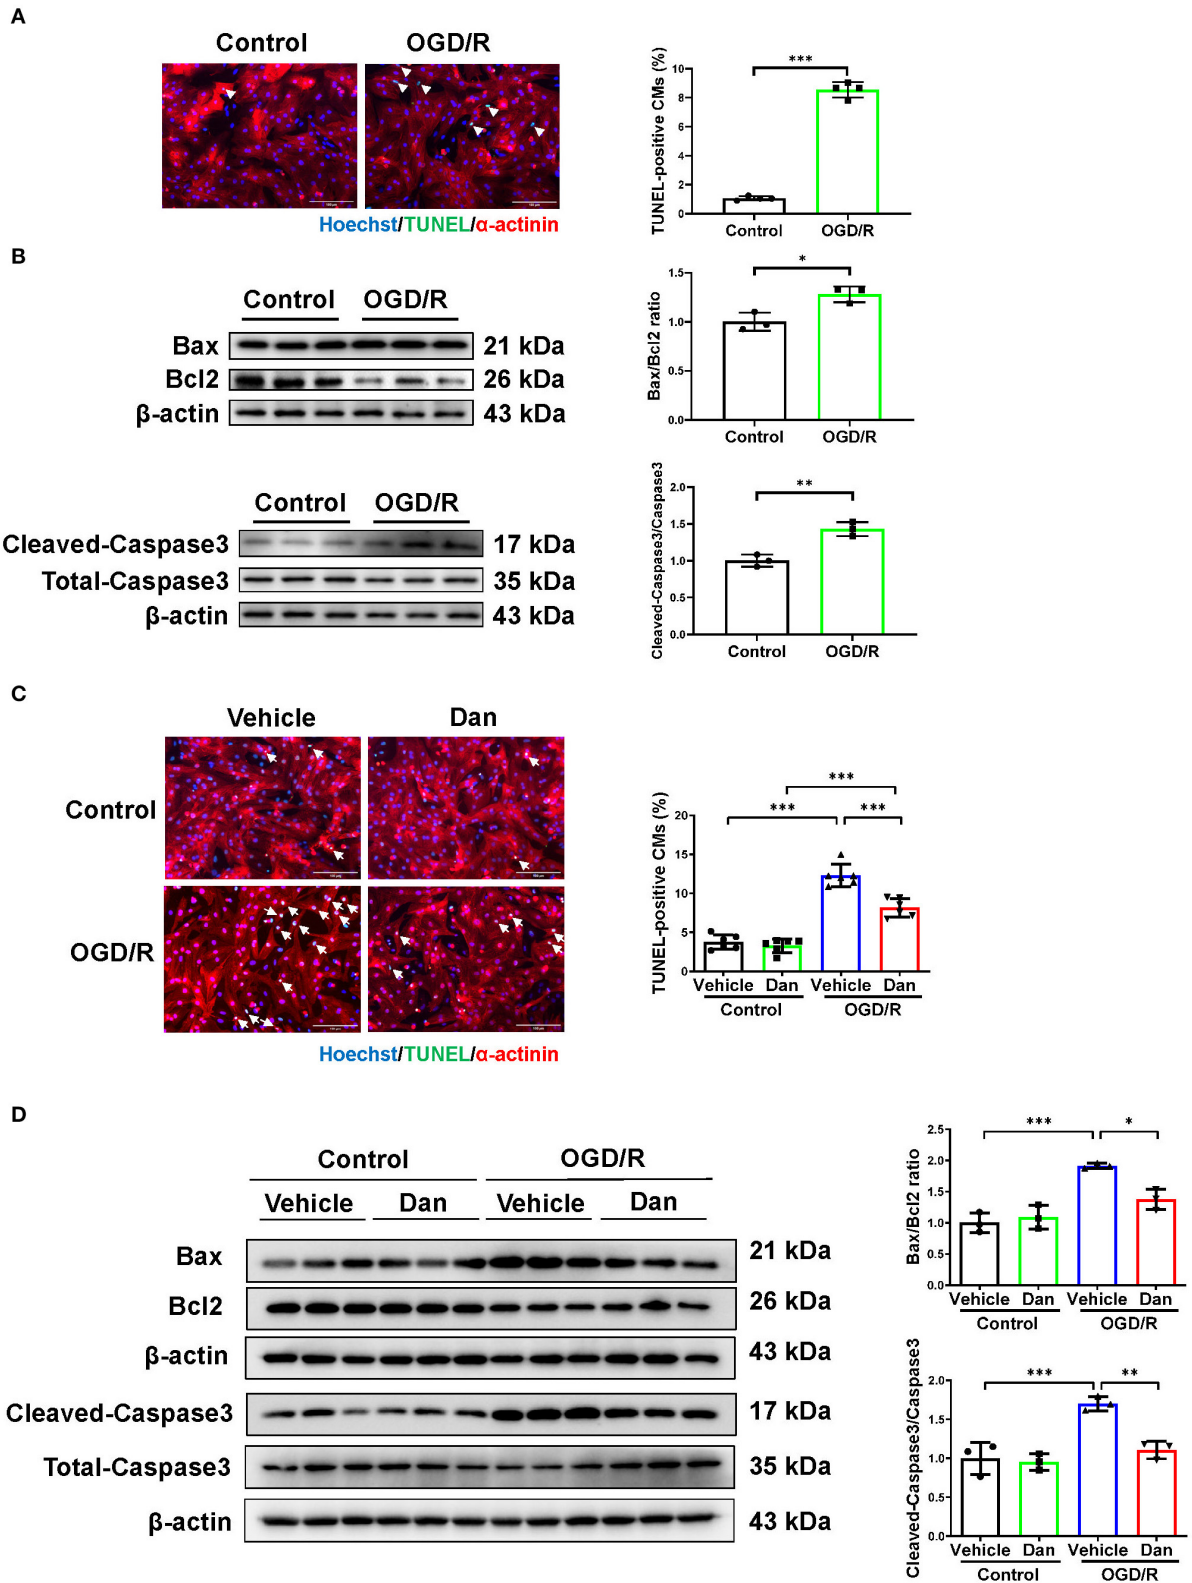 A
Control OGD/R
Hoechst/TUNEL/α-actinin
TUNEL-positive CMs (%)
10
8
6
4
2
0
***
Control OGD/R
B
Control OGD/R
Bax 21 kDa
Bcl2 26 kDa
β-actin 43 kDa
Bax/Bcl2 ratio
1.5
1.0
0.5
0.0
*
Control OGD/R
Control OGD/R
Cleaved-Caspase3 17 kDa
Total-Caspase3 35 kDa
β-actin 43 kDa
Cleaved-Caspase3/Caspase3
2.0
1.5
1.0
0.5
0.0
**
Control OGD/R
C
Vehicle Dan
Control
OGD/R
Hoechst/TUNEL/α-actinin
TUNEL-positive CMs (%)
20
15
10
5
0
***
*** ***
Vehicle Dan Vehicle Dan
Control OGD/R
D
Control OGD/R
Vehicle Dan Vehicle Dan
Bax 21 kDa
Bcl2 26 kDa
β-actin 43 kDa
Cleaved-Caspase3 17 kDa
Total-Caspase3 35 kDa
β-actin 43 kDa
Bax/Bcl2 ratio
2.5
2.0
1.5
1.0
0.5
0.0
*** *
Vehicle Dan Vehicle Dan
Control OGD/R
Cleaved-Caspase3/Caspase3
2.0
1.5
1.0
0.5
0.0
*** **
Vehicle Dan Vehicle Dan
Control OGD/R